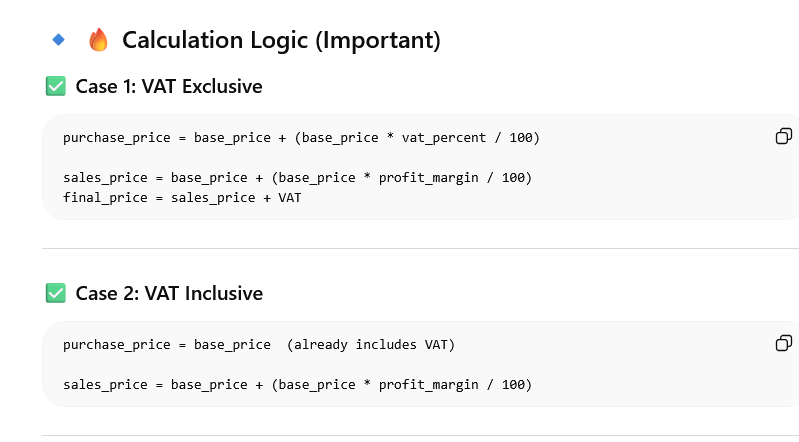 🔹 🔥 Calculation Logic (Important)
✅ Case 1: VAT Exclusive
purchase_price = base_price + (base_price * vat_percent / 100)
sales_price = base_price + (base_price * profit_margin / 100)
final_price = sales_price + VAT
✅ Case 2: VAT Inclusive
purchase_price = base_price  (already includes VAT)
sales_price = base_price + (base_price * profit_margin / 100)